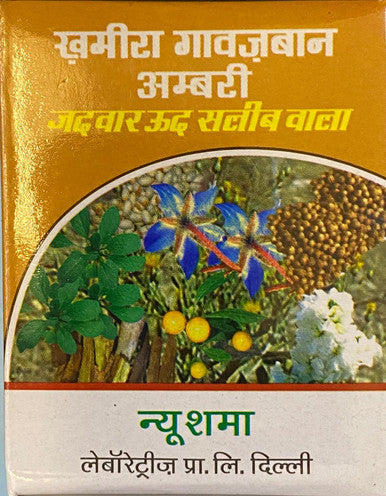 ख़मीरा गावज़बान
अम्बरी
जदवार ऊद सलीब वाला
न्यू शमा
लेबॉरेट्रीज़ प्रा. लि. दिल्ली